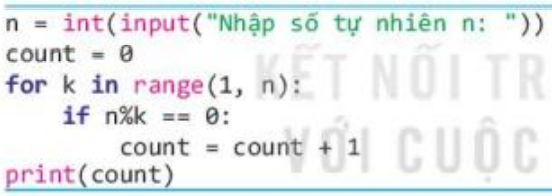 n = int(input("Nhập số tự nhiên n: "))
count = 0
for k in range(1, n):
    if n%k == 0:
        count = count + 1
print(count)
KẾT NỐI TR
VỚI CUỘC